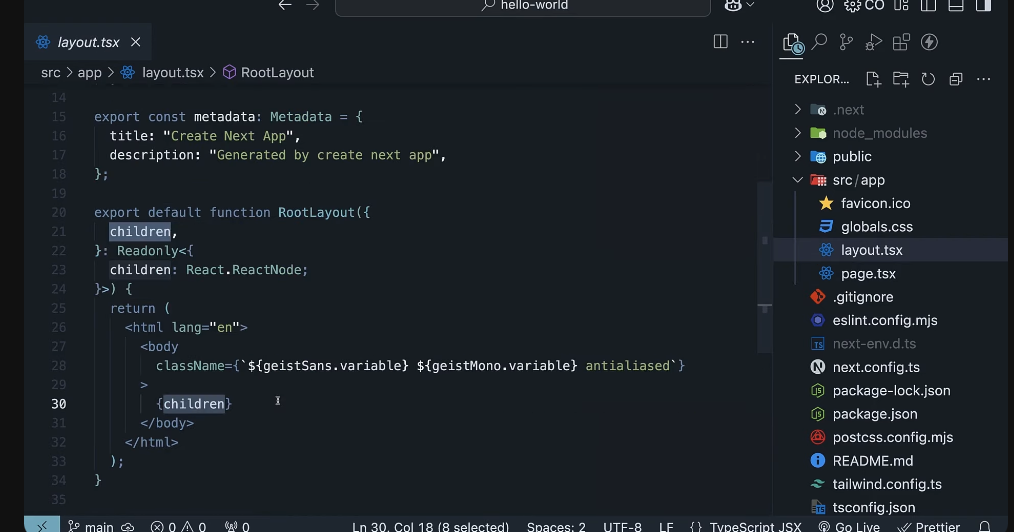 hello-world
CO
layout.tsx
src > app > layout.tsx > RootLayout
14
15 export const metadata: Metadata = {
16 title: "Create Next App",
17 description: "Generated by create next app",
18 };
19
20 export default function RootLayout({
21 children,
22 }: Readonly<{
23 children: React.ReactNode;
24 }>) {
25 return (
26 <html lang="en">
27 <body
28 className={`${geistSans.variable} ${geistMono.variable} antialiased`}
29 >
30 {children}
31 </body>
32 </html>
33 );
34 }
35
EXPLOR...
.next
node_modules
public
src/app
favicon.ico
globals.css
layout.tsx
page.tsx
.gitignore
eslint.config.mjs
next-env.d.ts
next.config.ts
package-lock.json
package.json
postcss.config.mjs
README.md
tailwind.config.ts
tsconfig.json
main 0 0 0 Ln 30, Col 18 (8 selected) Spaces: 2 UTF-8 LF {} TypeScript JSX Go Live Prettier